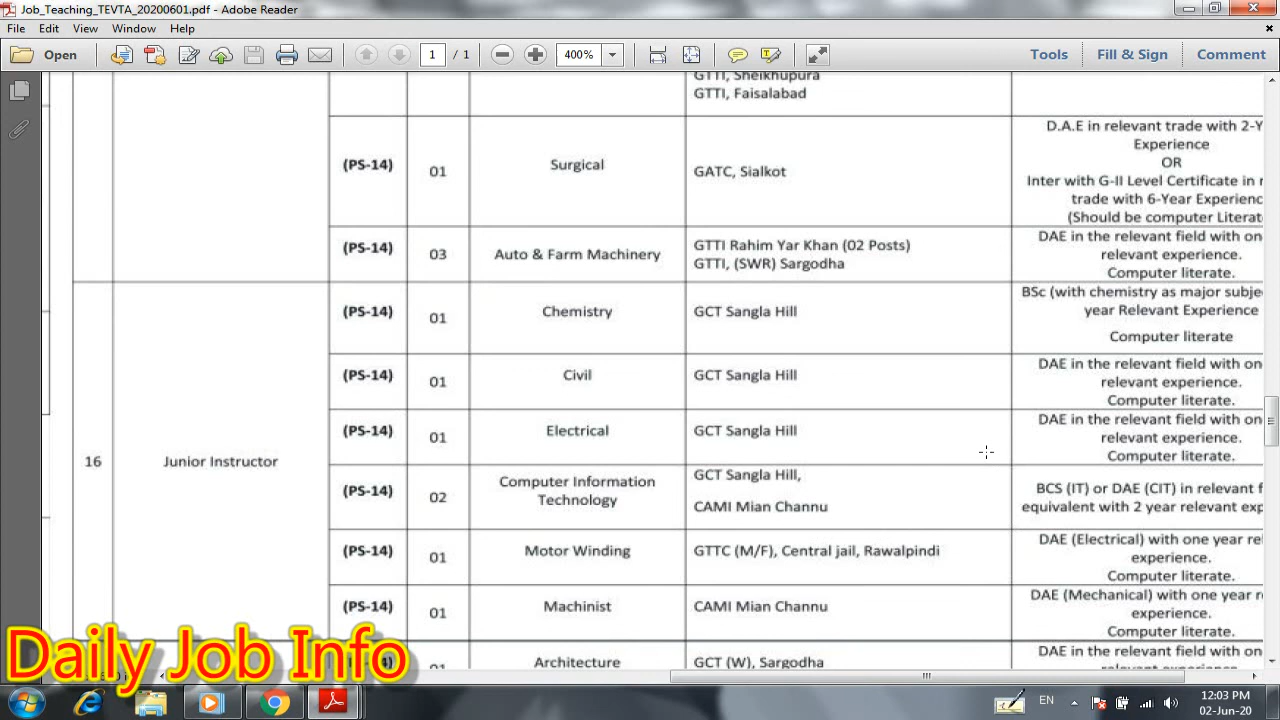 Job_Teaching_TEVTA_20200601.pdf - Adobe Reader
File Edit View Window Help
Open 1 / 1 400% Tools Fill & Sign Comment
GTTI, Sheikhupura
GTTI, Faisalabad
(PS-14) 01 Surgical GATC, Sialkot
D.A.E in relevant trade with 2-Y
Experience
OR
Inter with G-II Level Certificate in
trade with 6-Year Experienc
(Should be computer Literat
(PS-14) 03 Auto & Farm Machinery
GTTI Rahim Yar Khan (02 Posts)
GTTI, (SWR) Sargodha
DAE in the relevant field with on
relevant experience.
Computer literate.
16 Junior Instructor
(PS-14) 01 Chemistry GCT Sangla Hill
BSc (with chemistry as major subje
year Relevant Experience
Computer literate
(PS-14) 01 Civil GCT Sangla Hill
DAE in the relevant field with on
relevant experience.
Computer literate.
(PS-14) 01 Electrical GCT Sangla Hill
DAE in the relevant field with on
relevant experience.
Computer literate.
(PS-14) 02 Computer Information
Technology
GCT Sangla Hill,
CAMI Mian Channu
BCS (IT) or DAE (CIT) in relevant f
equivalent with 2 year relevant exp
(PS-14) 01 Motor Winding GTTC (M/F), Central jail, Rawalpindi
DAE (Electrical) with one year rel
experience.
Computer literate.
(PS-14) 01 Machinist CAMI Mian Channu
DAE (Mechanical) with one year r
experience.
Computer literate.
Architecture GCT (W), Sargodha
DAE in the relevant field with on
Daily Job Info
EN
12:03 PM
02-Jun-20